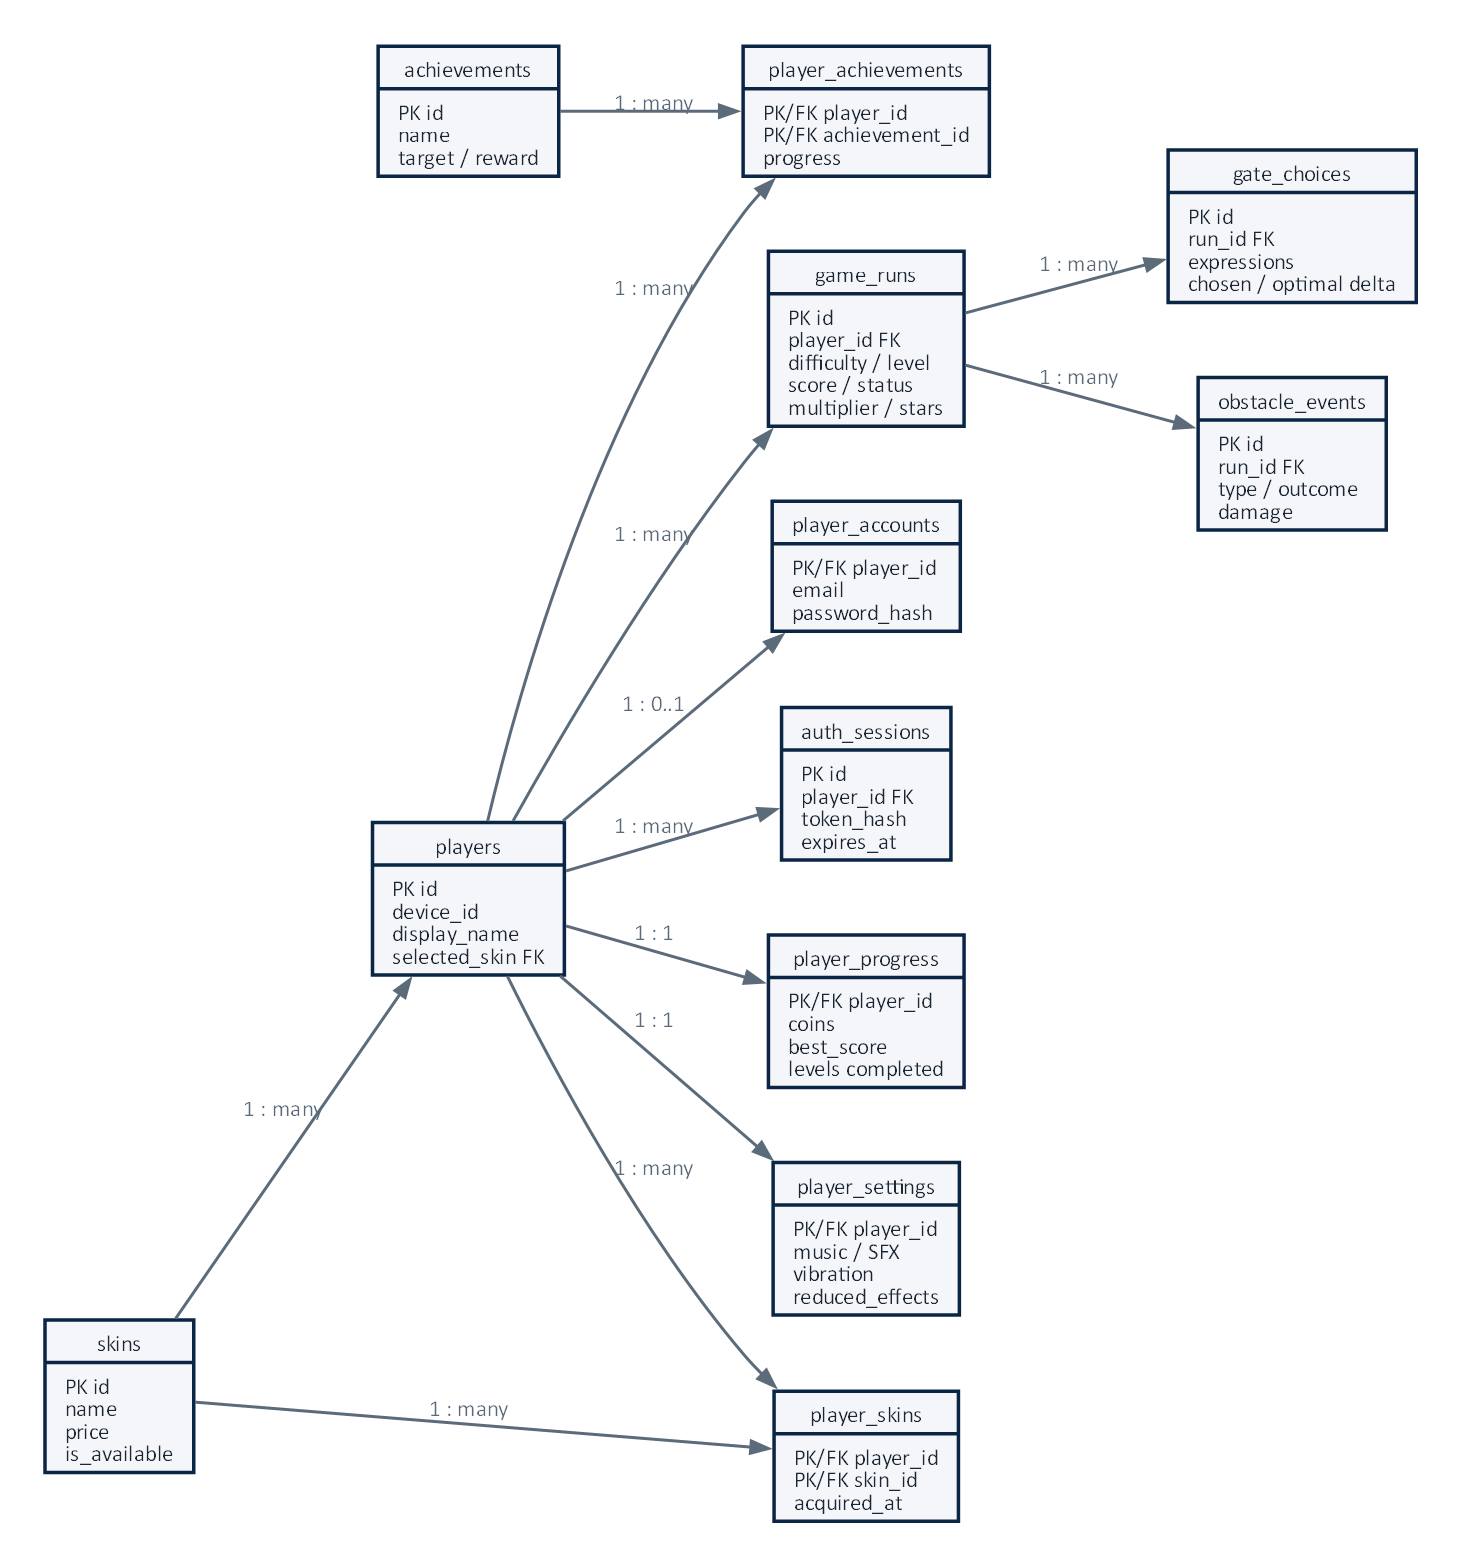 achievements
PK id
name
target / reward
1 : many
player_achievements
PK/FK player_id
PK/FK achievement_id
progress
gate_choices
PK id
run_id FK
expressions
chosen / optimal delta
1 : many
game_runs
PK id
player_id FK
difficulty / level
score / status
multiplier / stars
1 : many
1 : many
obstacle_events
PK id
run_id FK
type / outcome
damage
1 : many
player_accounts
PK/FK player_id
email
password_hash
1 : 0..1
auth_sessions
PK id
player_id FK
token_hash
expires_at
1 : many
players
PK id
device_id
display_name
selected_skin FK
1 : 1
player_progress
PK/FK player_id
coins
best_score
levels completed
1 : 1
1 : many
1 : many
player_settings
PK/FK player_id
music / SFX
vibration
reduced_effects
skins
PK id
name
price
is_available
1 : many
player_skins
PK/FK player_id
PK/FK skin_id
acquired_at